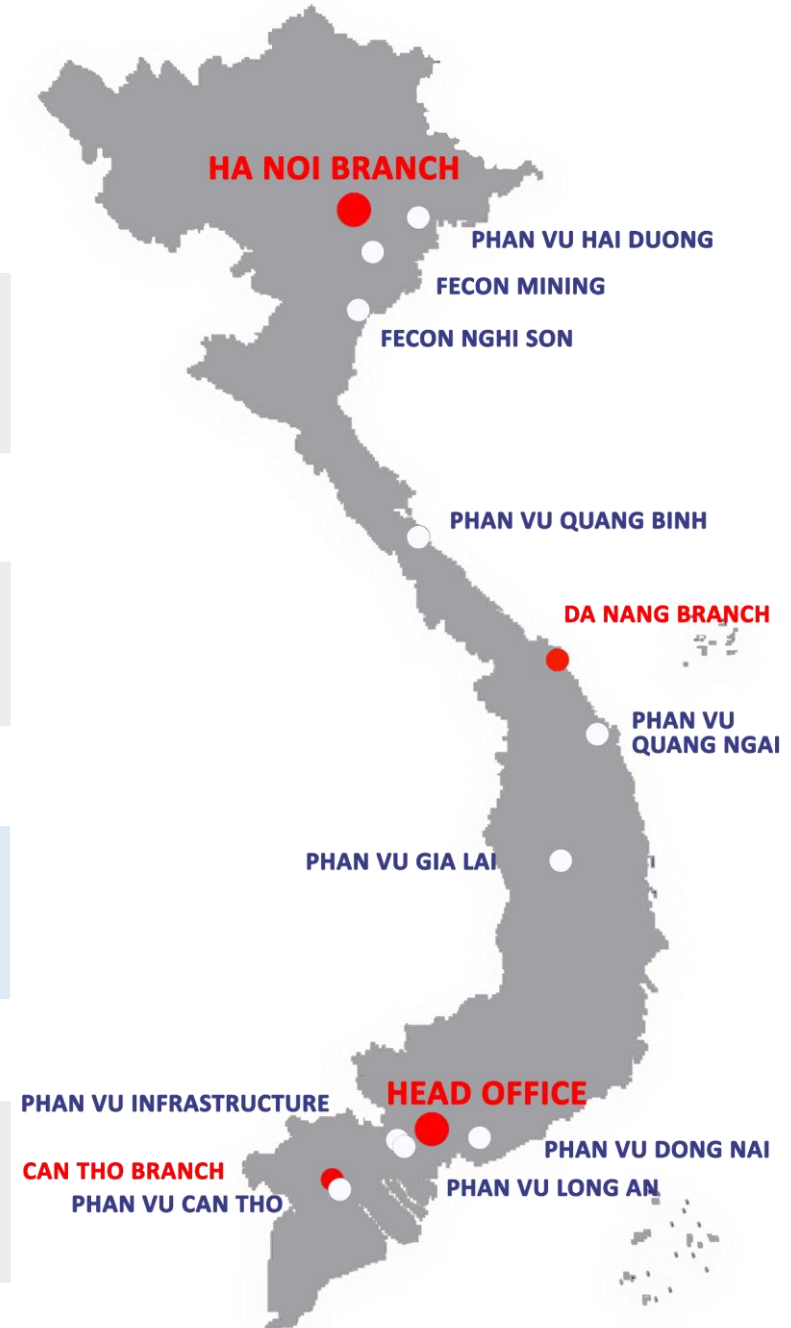 HA NOI BRANCH
PHAN VU HAI DUONG
FECON MINING
FECON NGHI SON
PHAN VU QUANG BINH
DA NANG BRANCH
PHAN VU
QUANG NGAI
PHAN VU GIA LAI
HEAD OFFICE
PHAN VU INFRASTRUCTURE
PHAN VU DONG NAI
CAN THO BRANCH
PHAN VU LONG AN
PHAN VU CAN THO